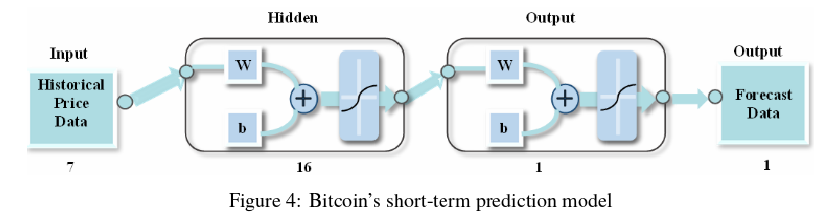 Hidden
Output
Input
Output
Historical
Price
Data
W
b
+
W
b
+
Forecast
Data
7
16
1
1
Figure 4: Bitcoin's short-term prediction model